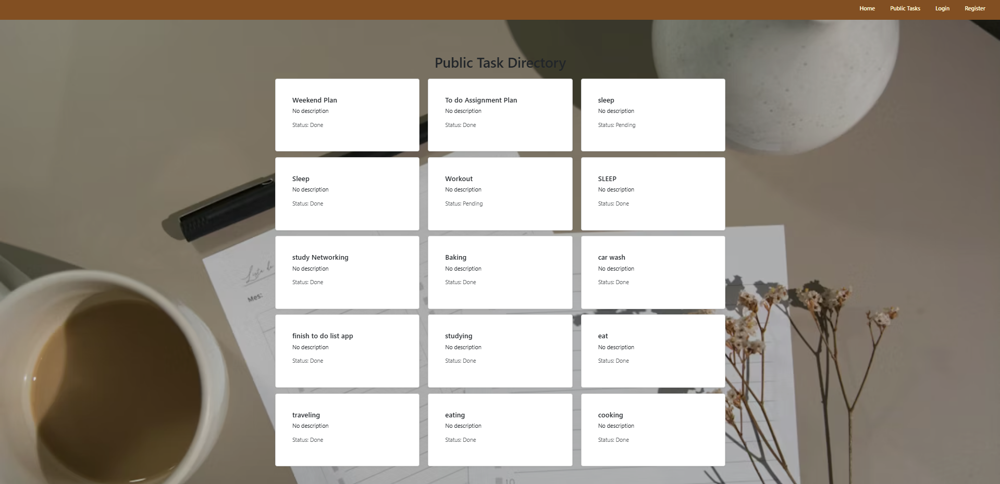 Home Public Tasks Login Register
Public Task Directory
Weekend Plan
No description
Status: Done
To do Assignment Plan
No description
Status: Done
sleep
No description
Status: Pending
Sleep
No description
Status: Done
Workout
No description
Status: Pending
SLEEP
No description
Status: Done
study Networking
No description
Status: Done
Baking
No description
Status: Done
car wash
No description
Status: Done
finish to do list app
No description
Status: Done
studying
No description
Status: Done
eat
No description
Status: Done
traveling
No description
Status: Done
eating
No description
Status: Done
cooking
No description
Status: Done
Lista de
Mes:
10